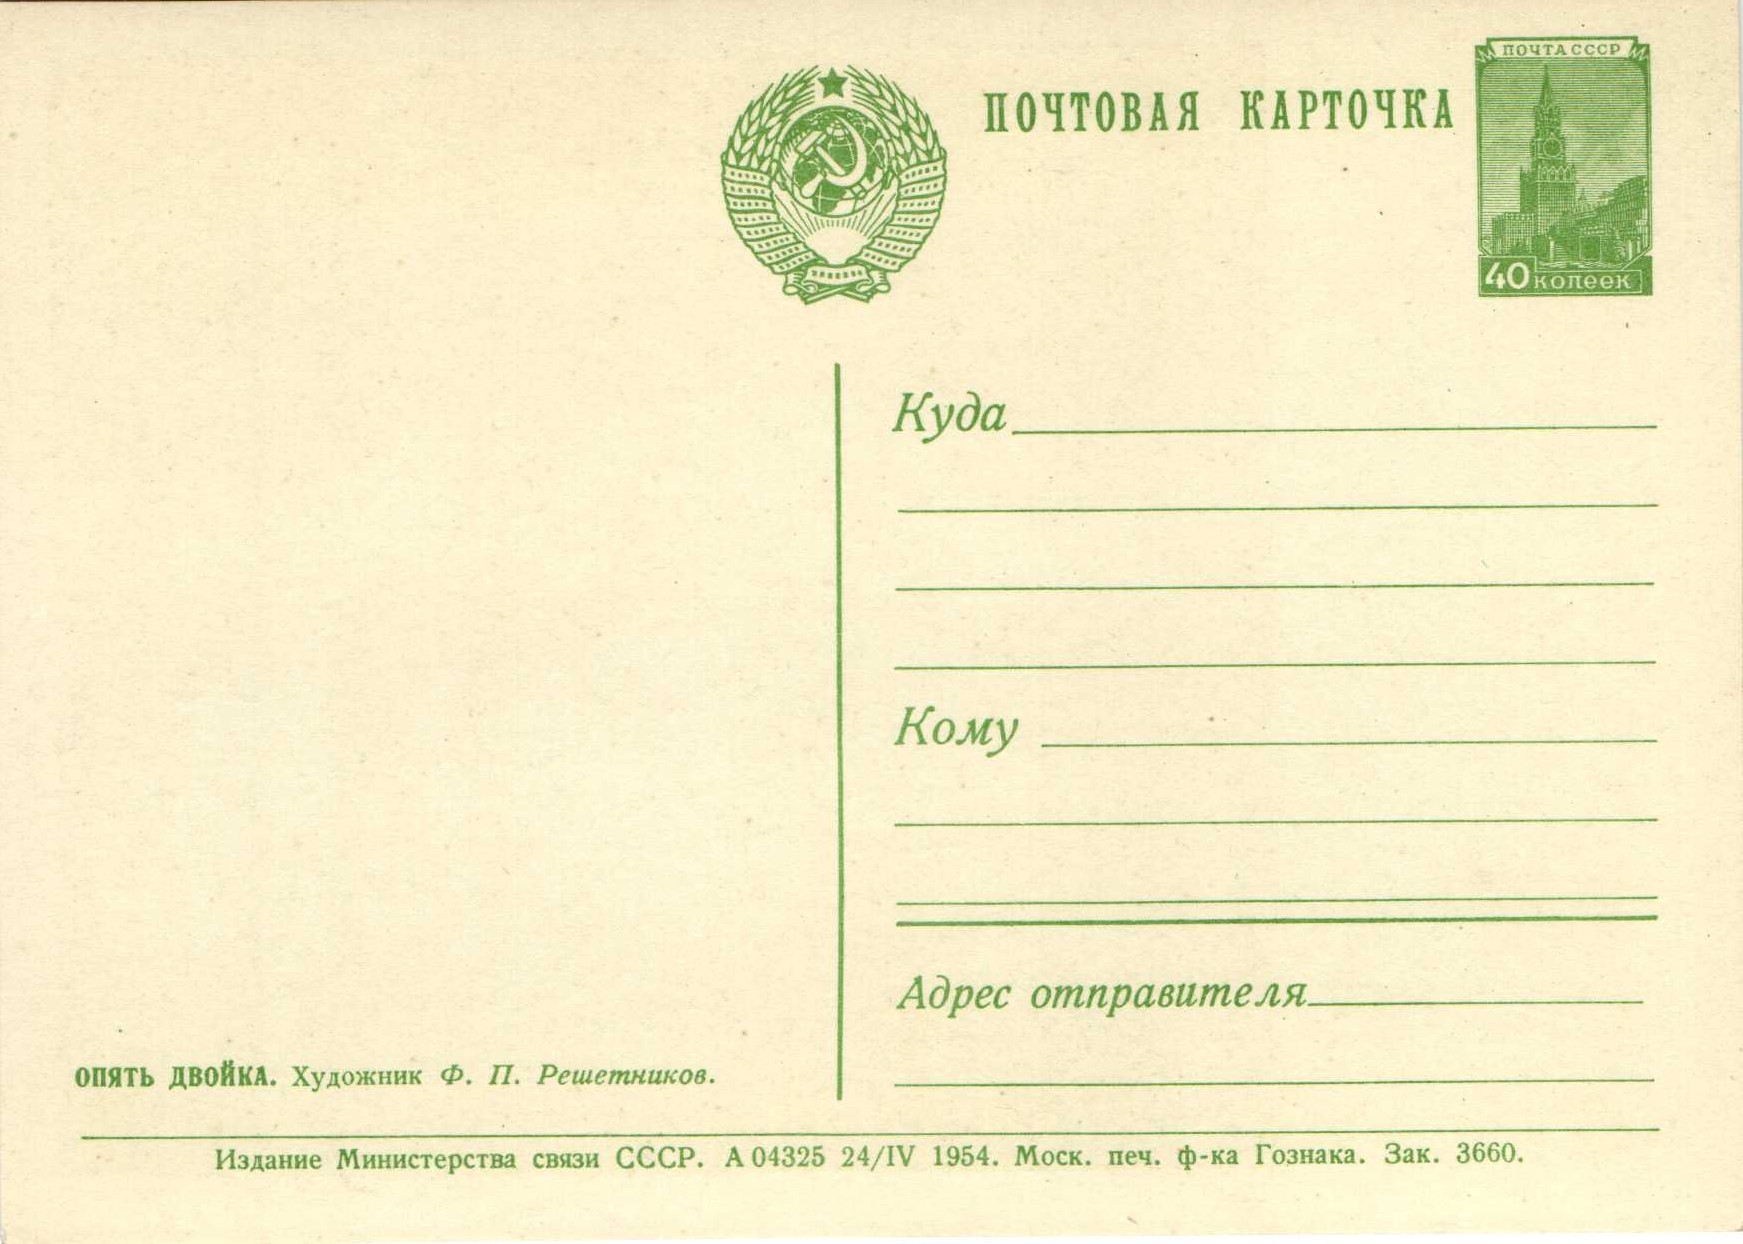 ПОЧТА СССР
ПОЧТОВАЯ КАРТОЧКА
40 КОПЕЕК
Куда
Кому
Адрес отправителя
ОПЯТЬ ДВОЙКА. Художник Ф. П. Решетников.
Издание Министерства связи СССР. А 04325 24/IV 1954. Моск. печ. ф-ка Гознака. Зак. 3660.